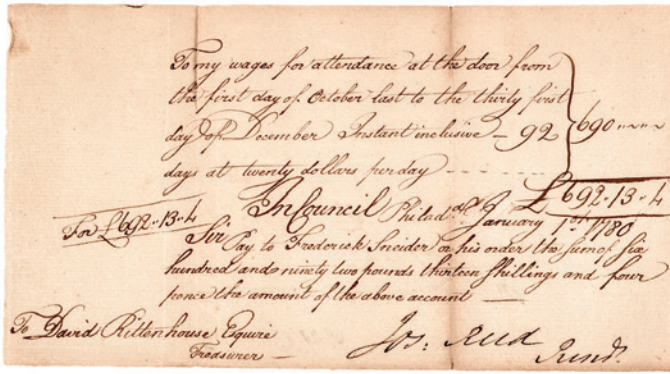 To my wages for attendance at the door from
the first day of October last to the thirty first
day of December Instant inclusive - 92 690
days at twenty dollars per day
£692-13-4
In Council Philad.ª January 1st 1780
For £692-13-4
Sir Pay to Frederick Sneider or his order the sum of six
hundred and ninety two pounds thirteen Shillings and four
pence the amount of the above account
To David Rittenhouse Esquire
Treasurer
Jos: Reed